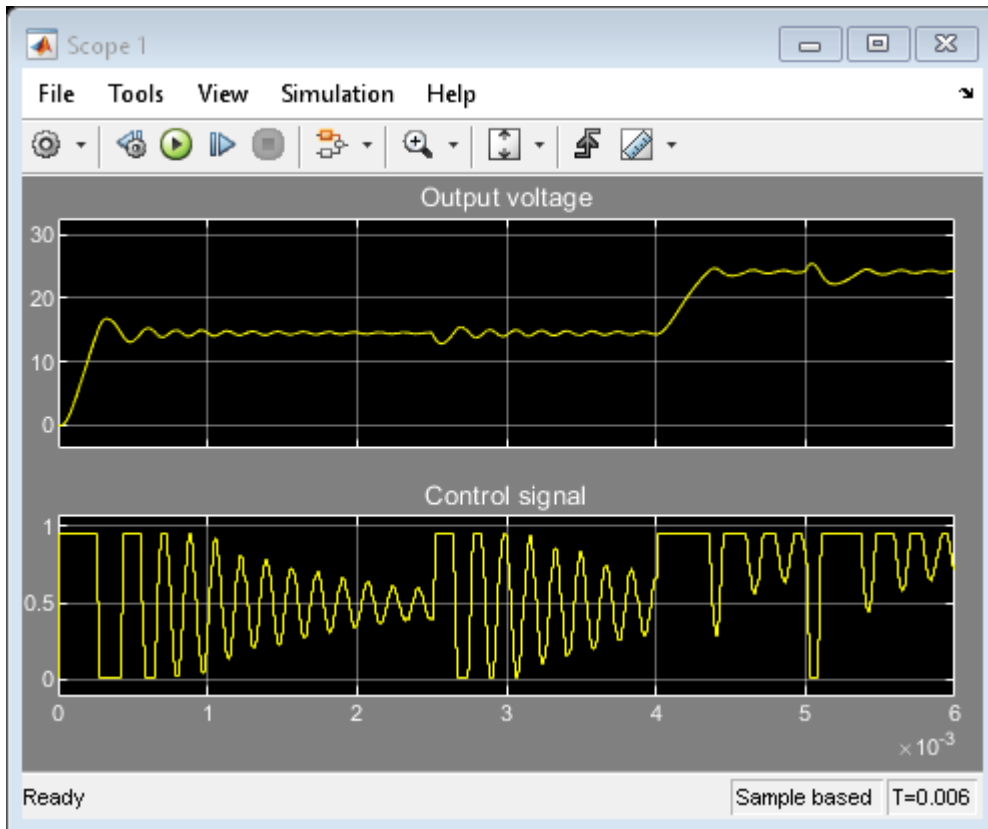 Scope 1
File Tools View Simulation Help
Output voltage
30
20
10
0
Control signal
1
0.5
0
0 1 2 3 4 5 6
×10-3
Ready Sample based T=0.006